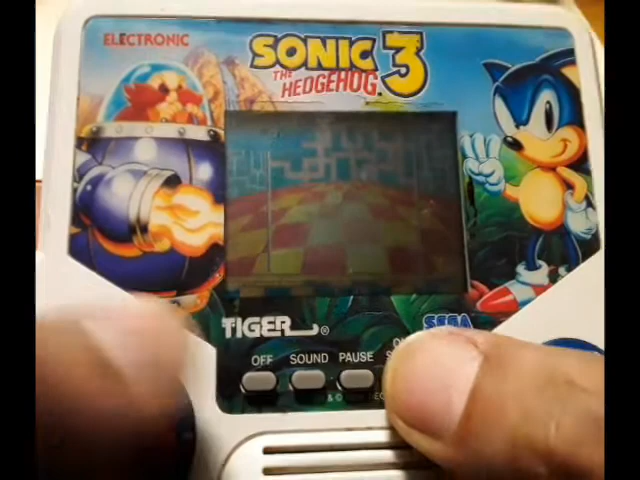 ELECTRONIC
SONIC
THE
HEDGEHOG
3
TIGER®
SEGA
OFF SOUND PAUSE
& ©